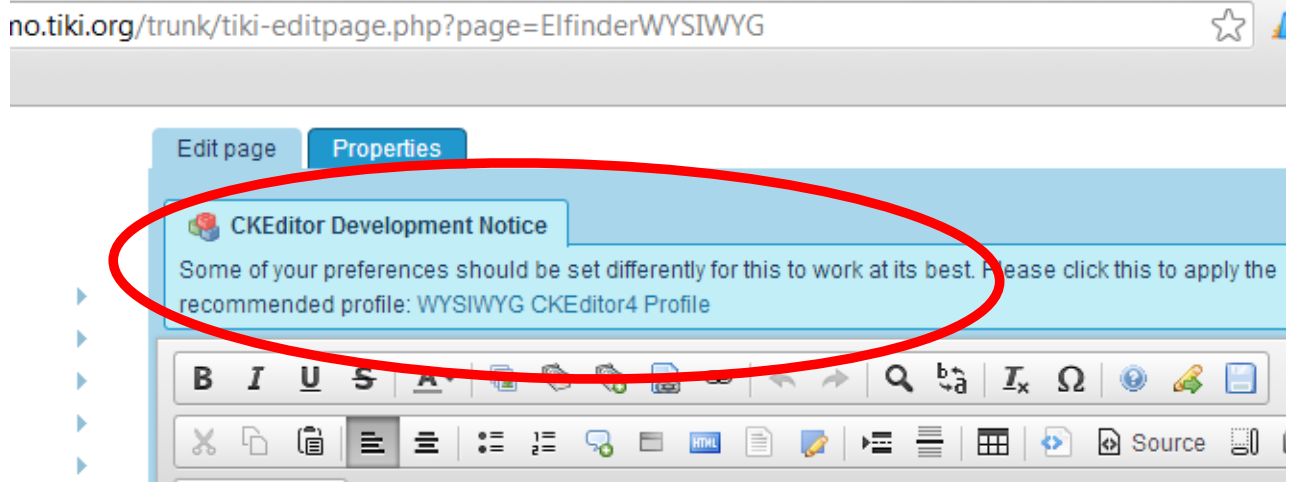 no.tiki.org/trunk/tiki-editpage.php?page=ElfinderWYSIWYG
Edit page Properties
CKEditor Development Notice
Some of your preferences should be set differently for this to work at its best. Please click this to apply the
recommended profile: WYSIWYG CKEditor4 Profile
B I U S A Ix Ω
HTML Source